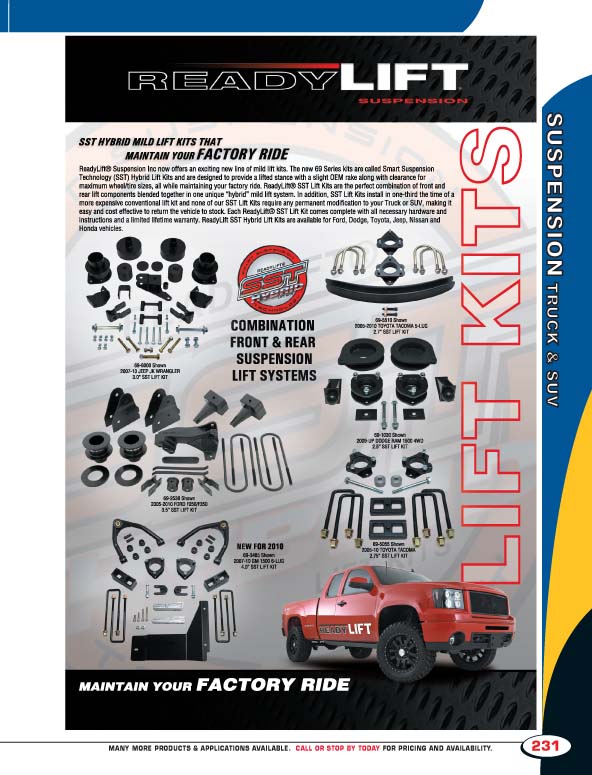 READYLIFT®
SUSPENSION
SST HYBRID MILD LIFT KITS THAT
MAINTAIN YOUR FACTORY RIDE
ReadyLift® Suspension Inc now offers an exciting new line of mild lift kits. The new 69 Series kits are called Smart Suspension
Technology (SST) Hybrid Lift Kits and are designed to provide a lifted stance with a slight OEM rake along with clearance for
maximum wheel/tire sizes, all while maintaining your factory ride. ReadyLift® SST Lift Kits are the perfect combination of front and
rear lift components blended together in one unique "hybrid" mild lift system. In addition, SST Lift Kits install in one-third the time of a
more expensive conventional lift kit and none of our SST Lift Kits require any permanent modification to your Truck or SUV, making it
easy and cost effective to return the vehicle to stock. Each ReadyLift® SST Lift Kit comes complete with all necessary hardware and
instructions and a limited lifetime warranty. ReadyLift SST Hybrid Lift Kits are available for Ford, Dodge, Toyota, Jeep, Nissan and
Honda vehicles.
READYLIFT®
SST
HYBRID
COMBINATION
FRONT & REAR
SUSPENSION
LIFT SYSTEMS
69-6000 Shown
2007-10 JEEP JK WRANGLER
3.0" SST LIFT KIT
69-5510 Shown
2005-2010 TOYOTA TACOMA 5-LUG
2.7" SST LIFT KIT
69-1030 Shown
2009-UP DODGE RAM 1500 4WD
2.5" SST LIFT KIT
69-2538 Shown
2005-2010 FORD F250/F350
3.5" SST LIFT KIT
69-5055 Shown
2005-10 TOYOTA TACOMA
2.75" SST LIFT KIT
NEW FOR 2010
69-3485 Shown
2007-10 GM 1500 6-LUG
4.0" SST LIFT KIT
LIFT KITS
READYLIFT
MAINTAIN YOUR FACTORY RIDE
SUSPENSION TRUCK & SUV
MANY MORE PRODUCTS & APPLICATIONS AVAILABLE. CALL OR STOP BY TODAY FOR PRICING AND AVAILABILITY.
231